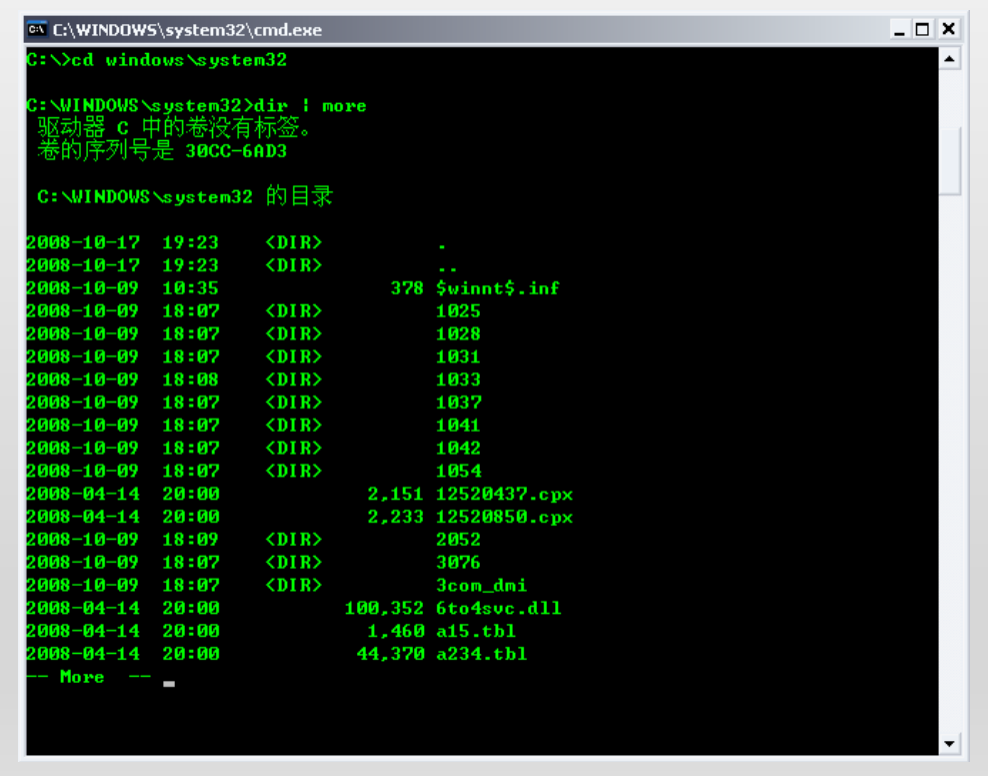 C:\WINDOWS\system32\cmd.exe
C:\>cd windows\system32
C:\WINDOWS\system32>dir | more
驱动器 C 中的卷没有标签。
卷的序列号是 30CC-6AD3
C:\WINDOWS\system32 的目录
2008-10-17  19:23    <DIR>          .
2008-10-17  19:23    <DIR>          ..
2008-10-09  10:35               378 $winnt$.inf
2008-10-09  18:07    <DIR>          1025
2008-10-09  18:07    <DIR>          1028
2008-10-09  18:07    <DIR>          1031
2008-10-09  18:08    <DIR>          1033
2008-10-09  18:07    <DIR>          1037
2008-10-09  18:07    <DIR>          1041
2008-10-09  18:07    <DIR>          1042
2008-10-09  18:07    <DIR>          1054
2008-04-14  20:00             2,151 12520437.cpx
2008-04-14  20:00             2,233 12520850.cpx
2008-10-09  18:09    <DIR>          2052
2008-10-09  18:07    <DIR>          3076
2008-10-09  18:07    <DIR>          3com_dmi
2008-04-14  20:00           100,352 6to4svc.dll
2008-04-14  20:00             1,460 a15.tbl
2008-04-14  20:00            44,370 a234.tbl
-- More  --